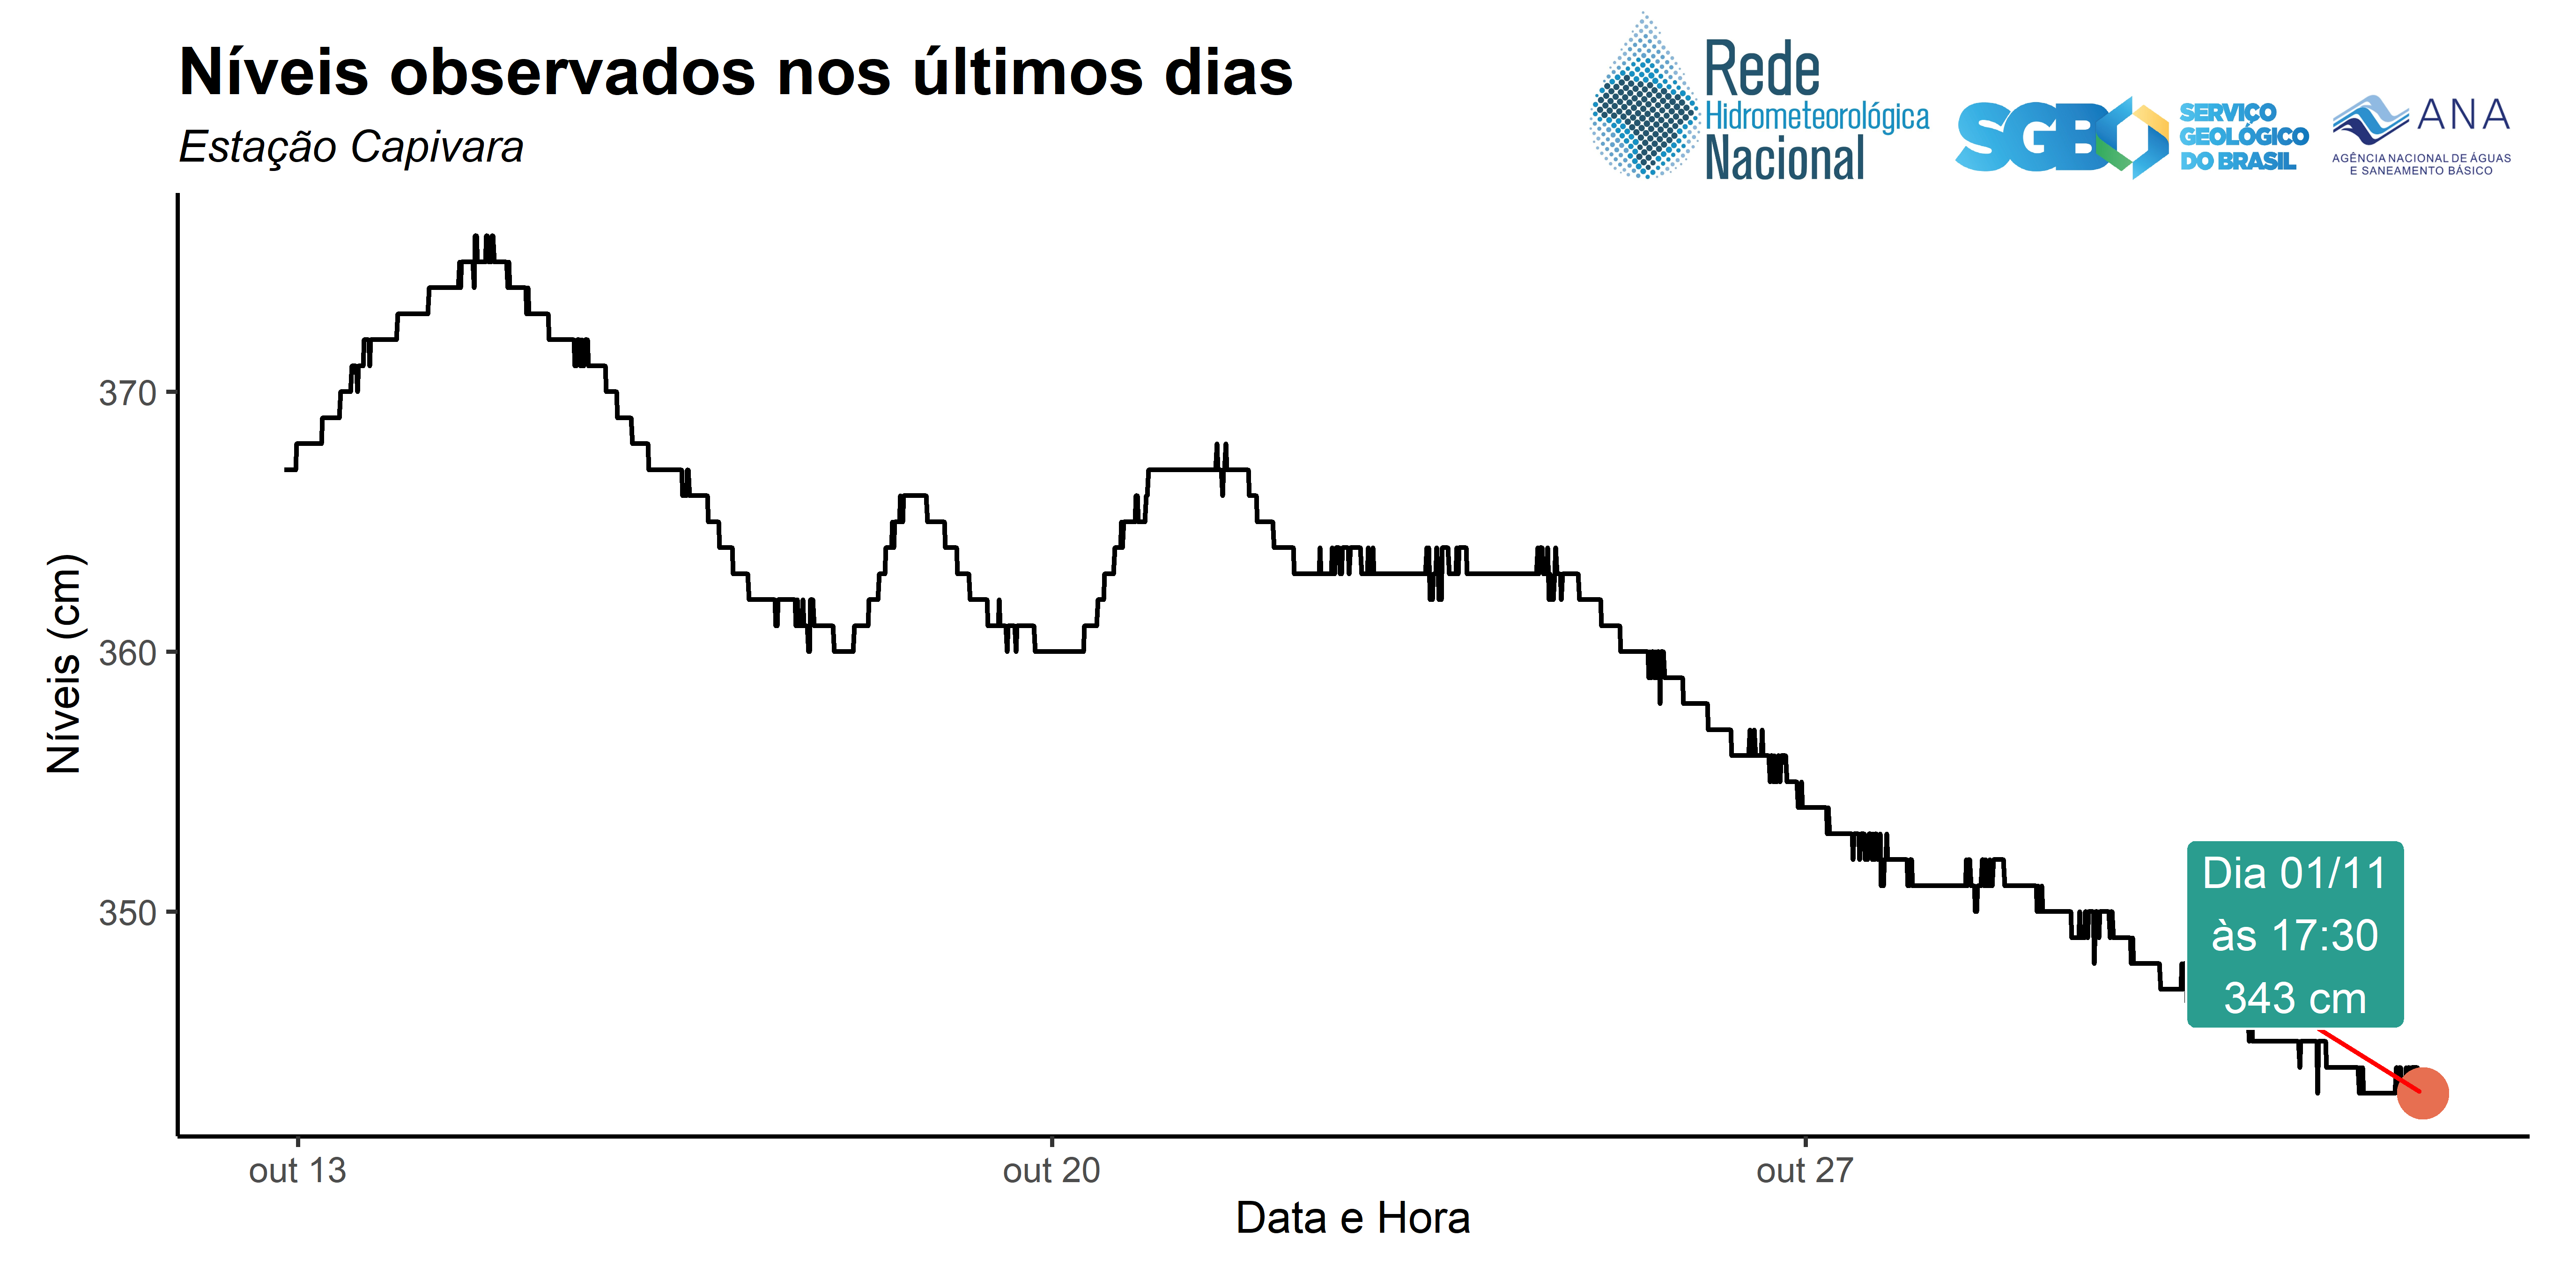 Níveis observados nos últimos dias
Estação Capivara
Rede
Hidrometeorológica
Nacional
SGB
SERVIÇO
GEOLÓGICO
DO BRASIL
ANA
AGÊNCIA NACIONAL DE ÁGUAS
E SANEAMENTO BÁSICO
Níveis (cm)
370
360
350
Dia 01/11
às 17:30
343 cm
out 13
out 20
out 27
Data e Hora